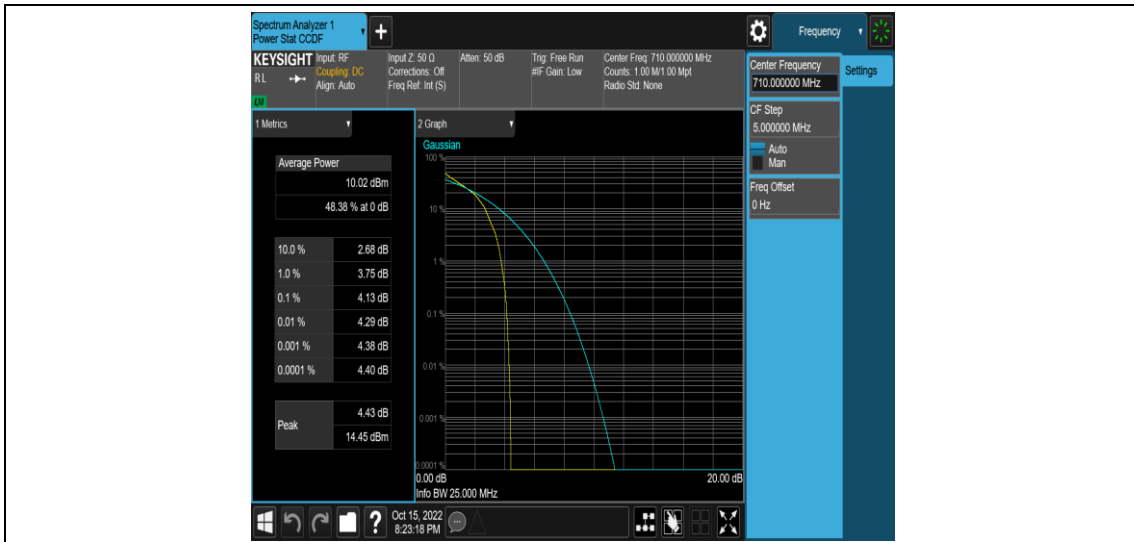 Spectrum Analyzer 1
Power Stat CCDF
Frequency
KEYSIGHT
RL
Input: RF
Coupling: DC
Align: Auto
Input Z: 50 Ω
Corrections: Off
Freq Ref: Int (S)
Atten: 50 dB
Trig: Free Run
#IF Gain: Low
Center Freq: 710.000000 MHz
Counts: 1.00 M/1.00 Mpt
Radio Std: None
Center Frequency
710.000000 MHz
Settings
CF Step
5.000000 MHz
Auto
Man
Freq Offset
0 Hz
1 Metrics
Average Power
10.02 dBm
48.38 % at 0 dB
10.0 % 2.68 dB
1.0 % 3.75 dB
0.1 % 4.13 dB
0.01 % 4.29 dB
0.001 % 4.38 dB
0.0001 % 4.40 dB
Peak
4.43 dB
14.45 dBm
2 Graph
Gaussian
100 %
10 %
1 %
0.1 %
0.01 %
0.001 %
0.0001 %
0.00 dB 20.00 dB
Info BW 25.000 MHz
?
Oct 15, 2022
8:23:18 PM